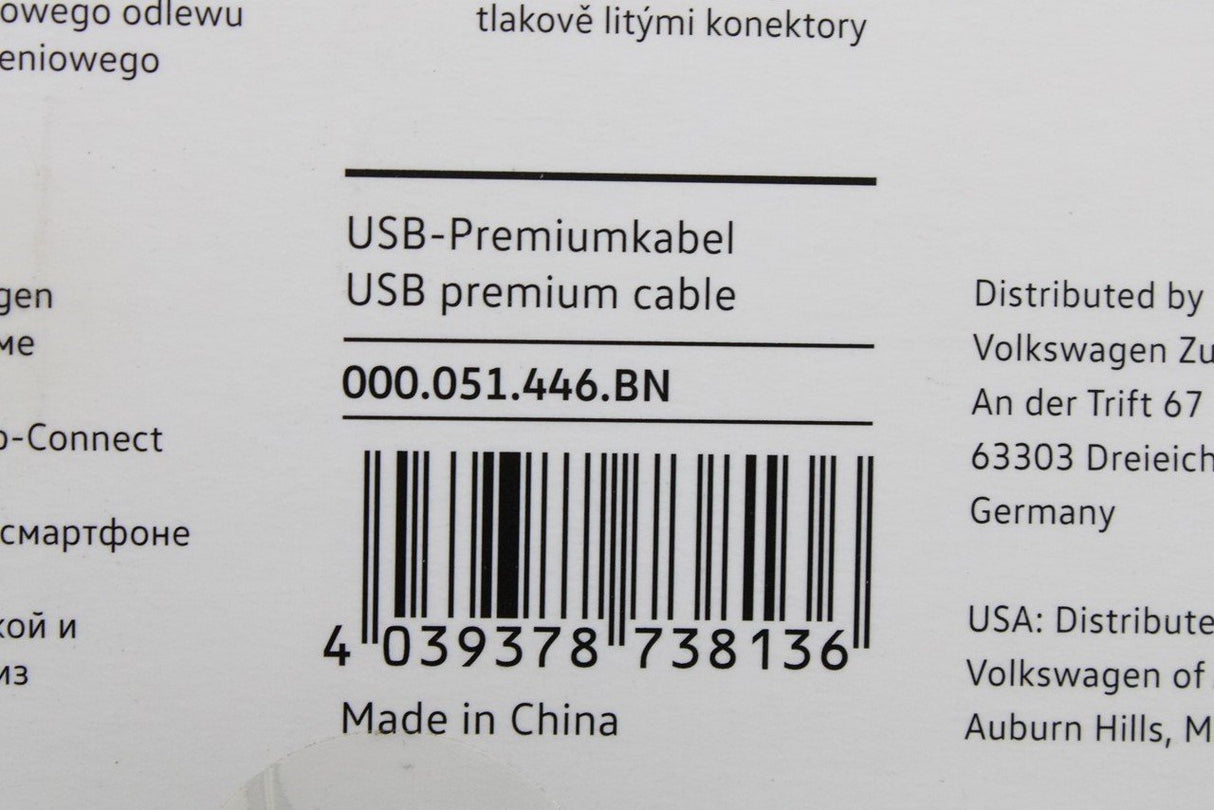 owego odlewu
eniowego
tlakově litými konektory
gen
ме
o-Connect
смартфоне
кой и
из
USB-Premiumkabel
USB premium cable
000.051.446.BN
4 039378 738136
Made in China
Distributed by
Volkswagen Zu
An der Trift 67
63303 Dreieich
Germany
USA: Distribute
Volkswagen of
Auburn Hills, M